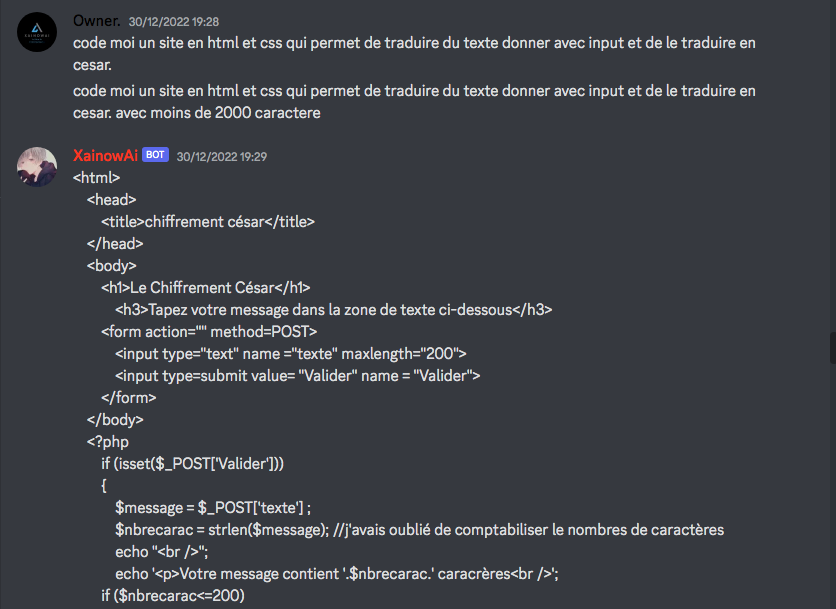 Owner. 30/12/2022 19:28
code moi un site en html et css qui permet de traduire du texte donner avec input et de le traduire en
cesar.
code moi un site en html et css qui permet de traduire du texte donner avec input et de le traduire en
cesar. avec moins de 2000 caractere
XainowAi BOT 30/12/2022 19:29
<html>
<head>
<title>chiffrement césar</title>
</head>
<body>
<h1>Le Chiffrement César</h1>
<h3>Tapez votre message dans la zone de texte ci-dessous</h3>
<form action="" method=POST>
<input type="text" name ="texte" maxlength="200">
<input type=submit value= "Valider" name = "Valider">
</form>
</body>
<?php
if (isset($_POST['Valider']))
{
$message = $_POST['texte'] ;
$nbrecarac = strlen($message); //j'avais oublié de comptabiliser le nombres de caractères
echo "<br />";
echo '<p>Votre message contient '.$nbrecarac.' caracrères<br />';
if ($nbrecarac<=200)